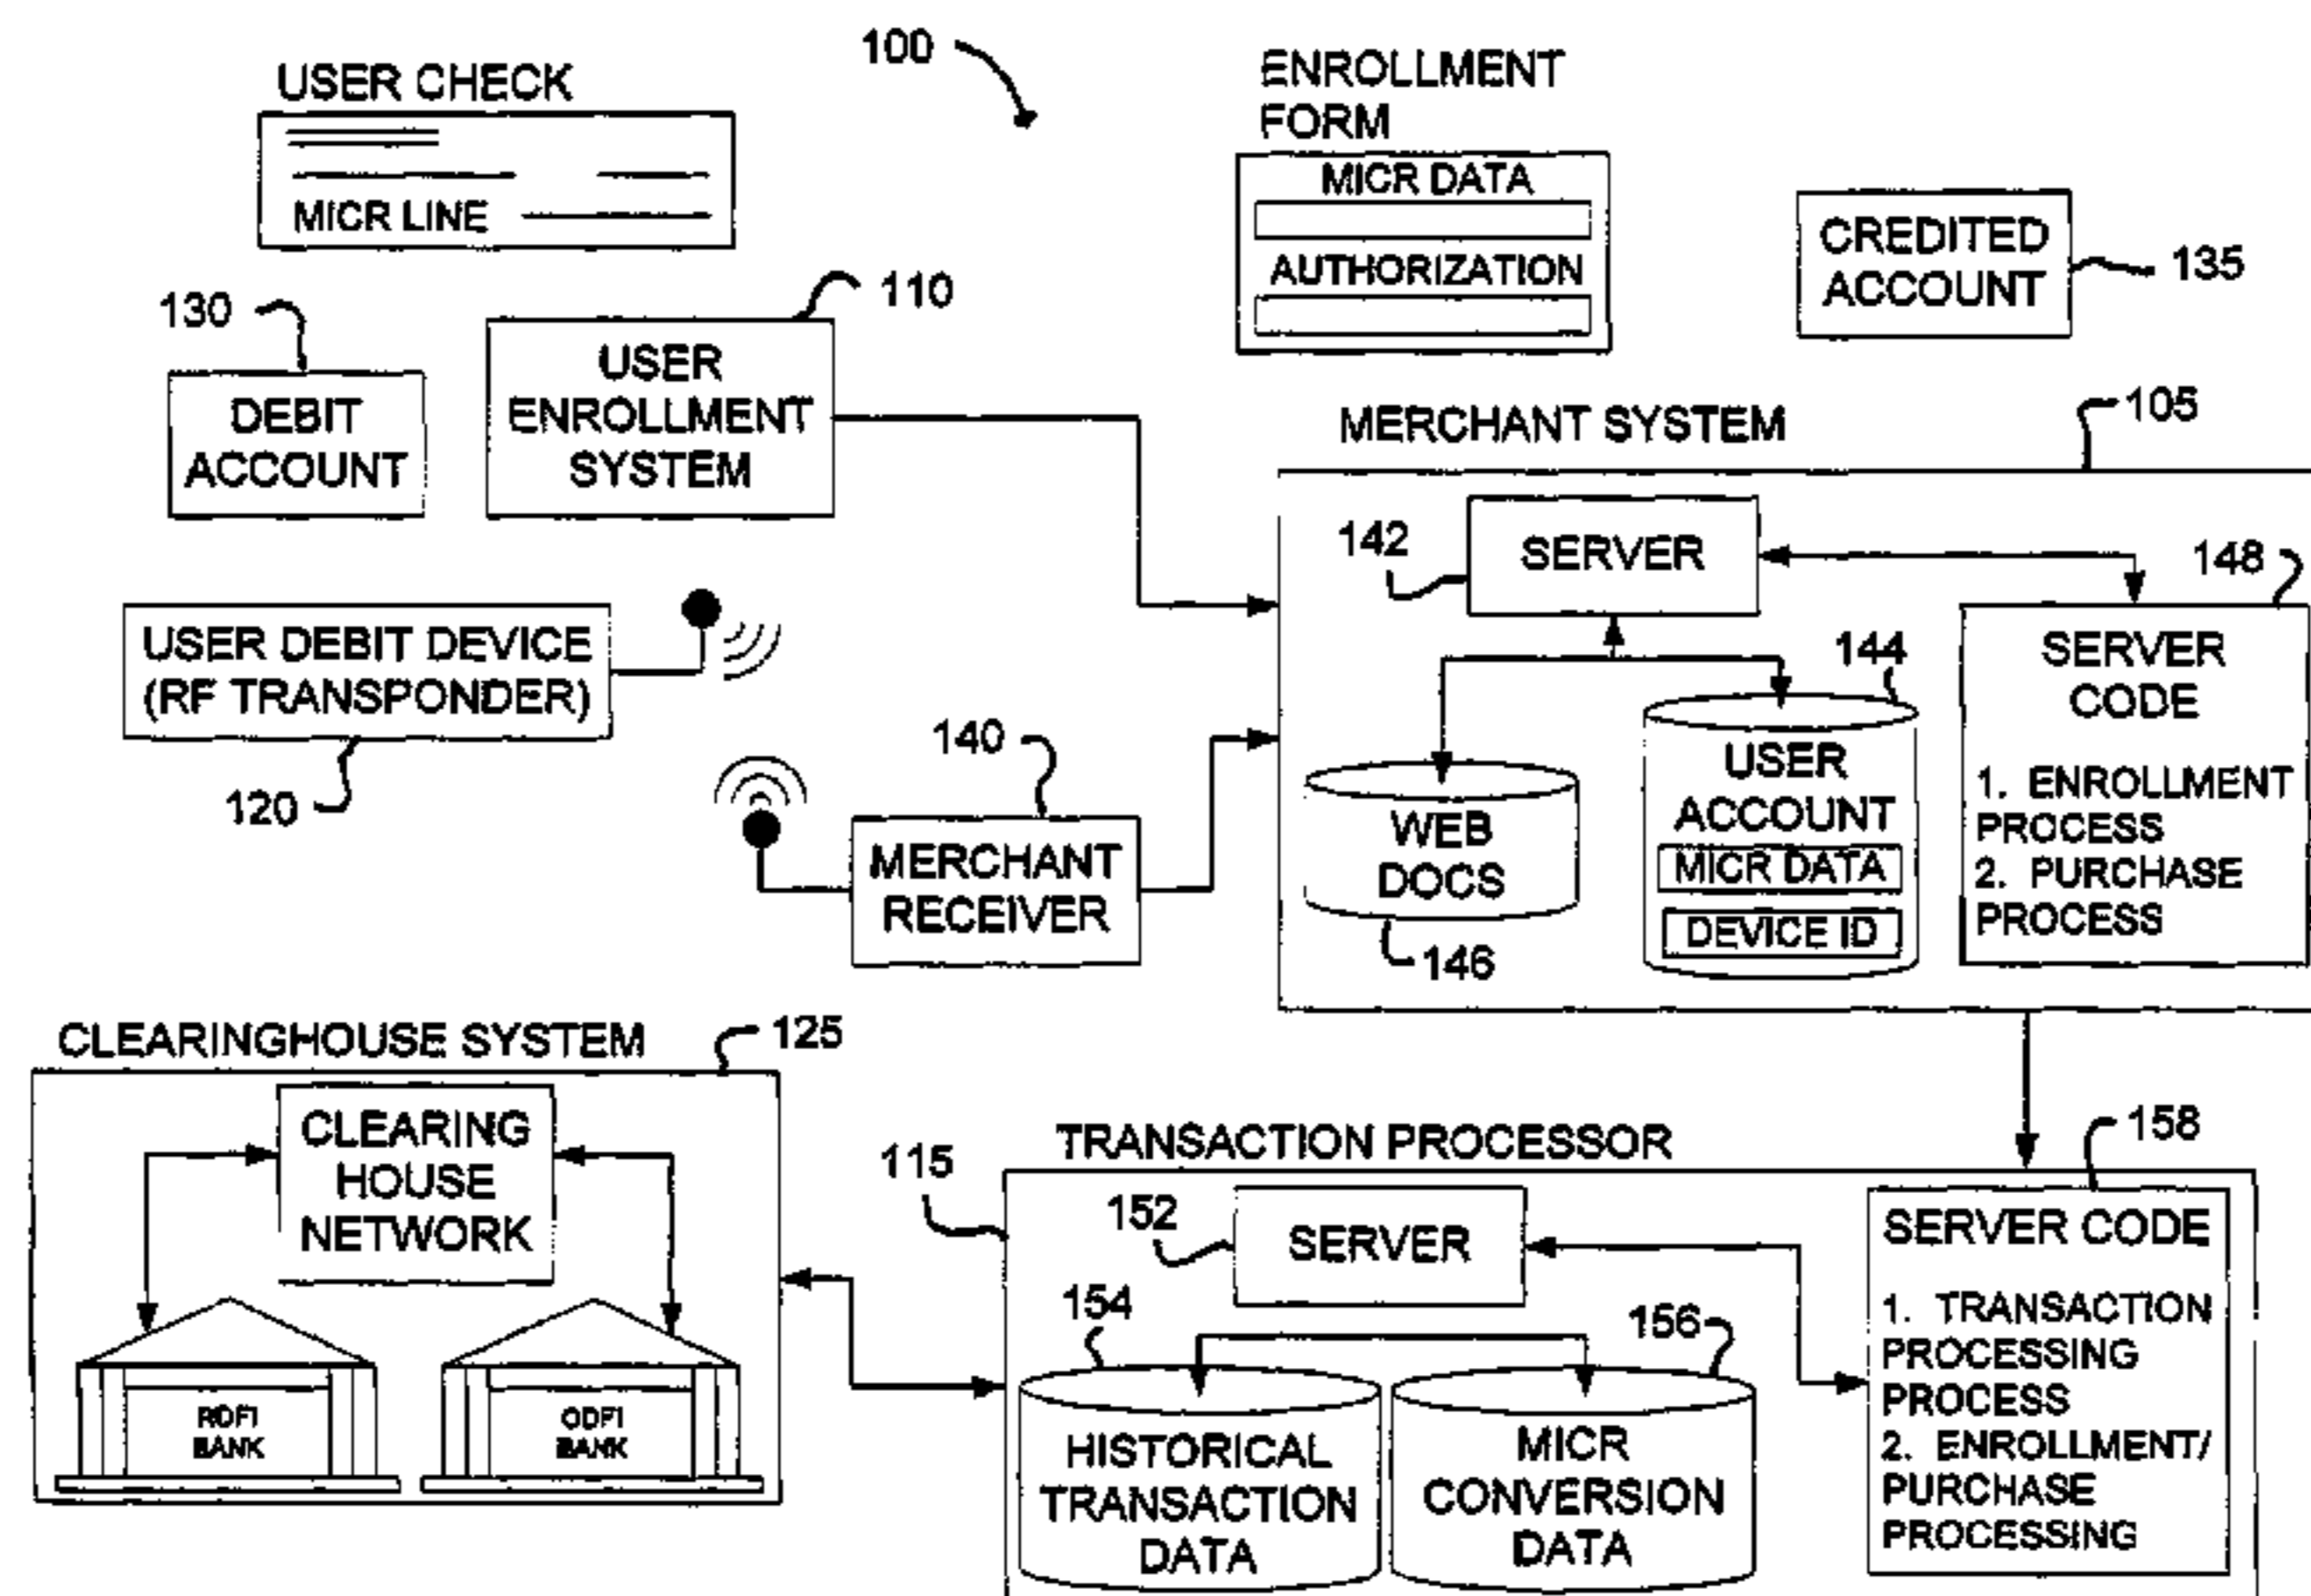 100
USER CHECK
MICR LINE
ENROLLMENT
FORM
MICR DATA
AUTHORIZATION
CREDITED
ACCOUNT
135
130
DEBIT
ACCOUNT
110
USER
ENROLLMENT
SYSTEM
MERCHANT SYSTEM
105
142
SERVER
148
SERVER
CODE
1. ENROLLMENT
PROCESS
2. PURCHASE
PROCESS
144
USER
ACCOUNT
MICR DATA
DEVICE ID
WEB
DOCS
146
USER DEBIT DEVICE
(RF TRANSPONDER)
120
140
MERCHANT
RECEIVER
CLEARINGHOUSE SYSTEM
125
CLEARING
HOUSE
NETWORK
RDFI
BANK
ODFI
BANK
TRANSACTION PROCESSOR
115
152
SERVER
158
SERVER CODE
1. TRANSACTION
PROCESSING
PROCESS
2. ENROLLMENT/
PURCHASE
PROCESSING
154
HISTORICAL
TRANSACTION
DATA
156
MICR
CONVERSION
DATA